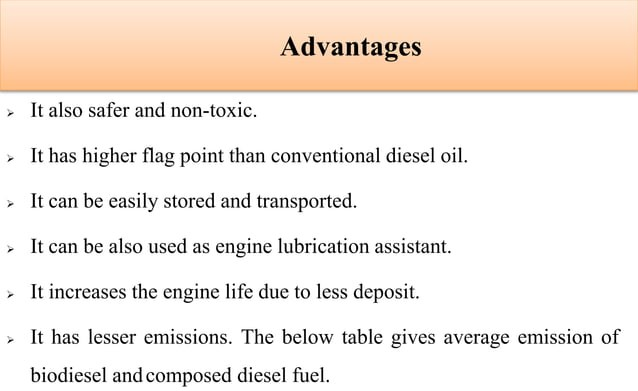 Advantages
It also safer and non-toxic.
It has higher flag point than conventional diesel oil.
It can be easily stored and transported.
It can be also used as engine lubrication assistant.
It increases the engine life due to less deposit.
It has lesser emissions. The below table gives average emission of
biodiesel and composed diesel fuel.